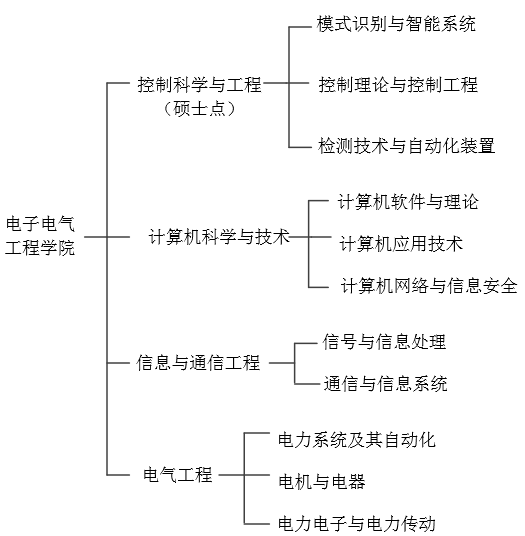 电子电气
工程学院
控制科学与工程
（硕士点）
模式识别与智能系统
控制理论与控制工程
检测技术与自动化装置
计算机科学与技术
计算机软件与理论
计算机应用技术
计算机网络与信息安全
信息与通信工程
信号与信息处理
通信与信息系统
电气工程
电力系统及其自动化
电机与电器
电力电子与电力传动